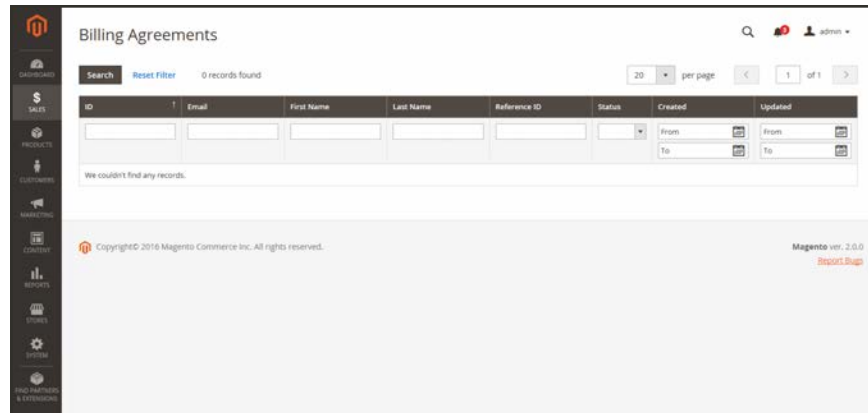 Billing Agreements
admin
DASHBOARD
SALES
PRODUCTS
CUSTOMERS
MARKETING
CONTENT
REPORTS
STORES
SYSTEM
FIND PARTNERS
& EXTENSIONS
Search Reset Filter 0 records found 20 per page 1 of 1
ID Email First Name Last Name Reference ID Status Created Updated
From From
To To
We couldn't find any records.
Copyright© 2016 Magento Commerce Inc. All rights reserved.
Magento ver. 2.0.0
Report Bugs